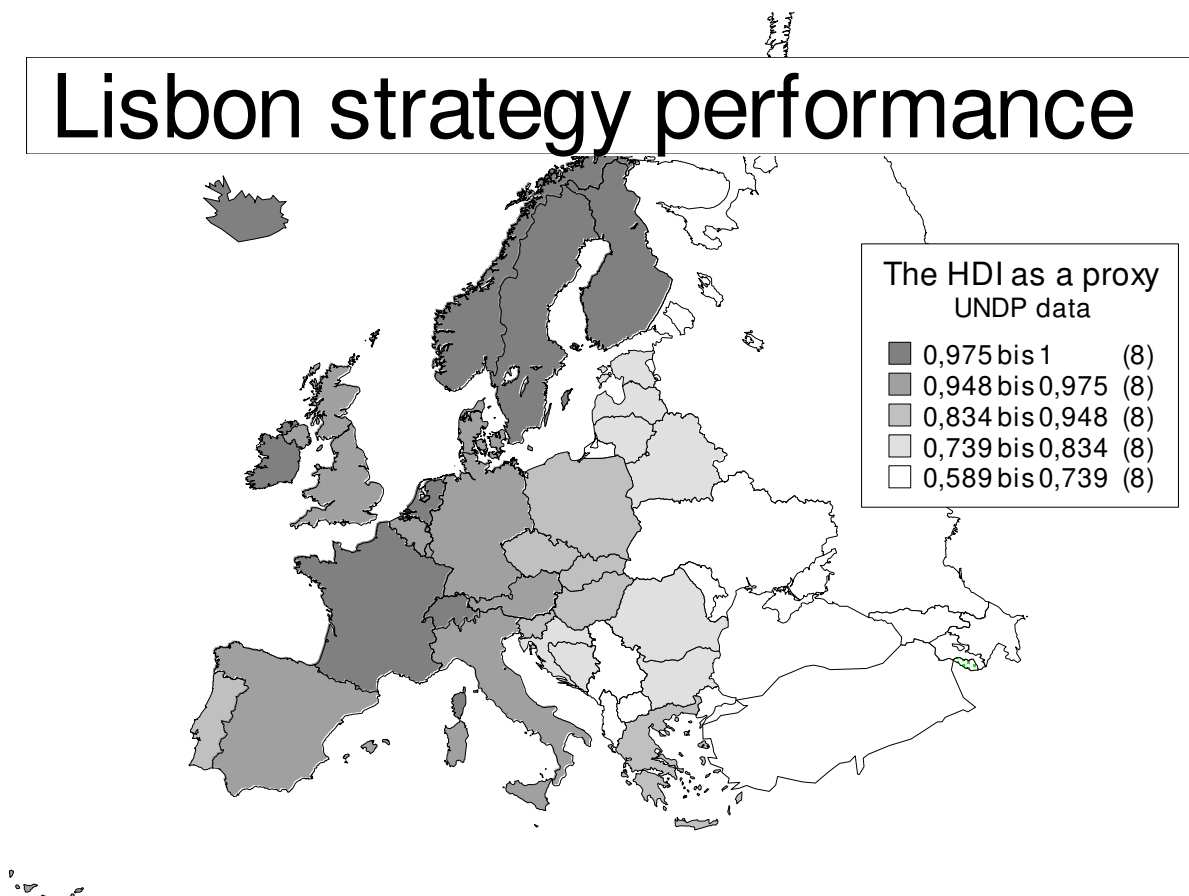 Lisbon strategy performance
The HDI as a proxy
UNDP data
0,975 bis 1 (8)
0,948 bis 0,975 (8)
0,834 bis 0,948 (8)
0,739 bis 0,834 (8)
0,589 bis 0,739 (8)